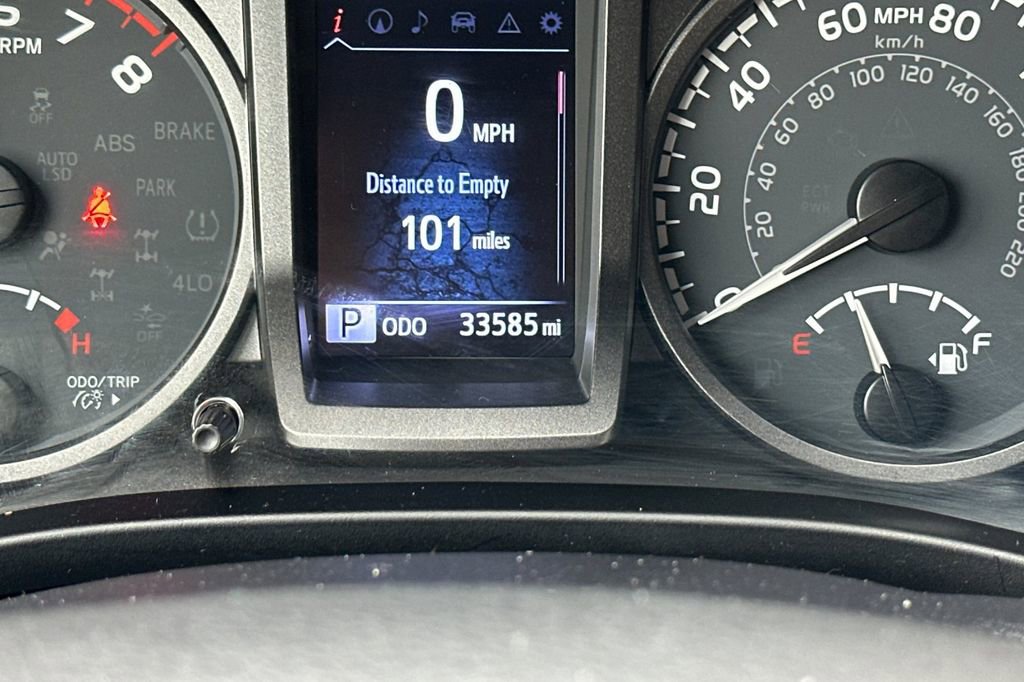 RPM
7
8
OFF
ABS
BRAKE
AUTO
LSD
PARK
4LO
H
ODO/TRIP
i
0 MPH
Distance to Empty
101 miles
P ODO 33585 mi
0
20
40
60 MPH 80
km/h
20
40
60
80
100
120
140
160
180
200
220
E
F